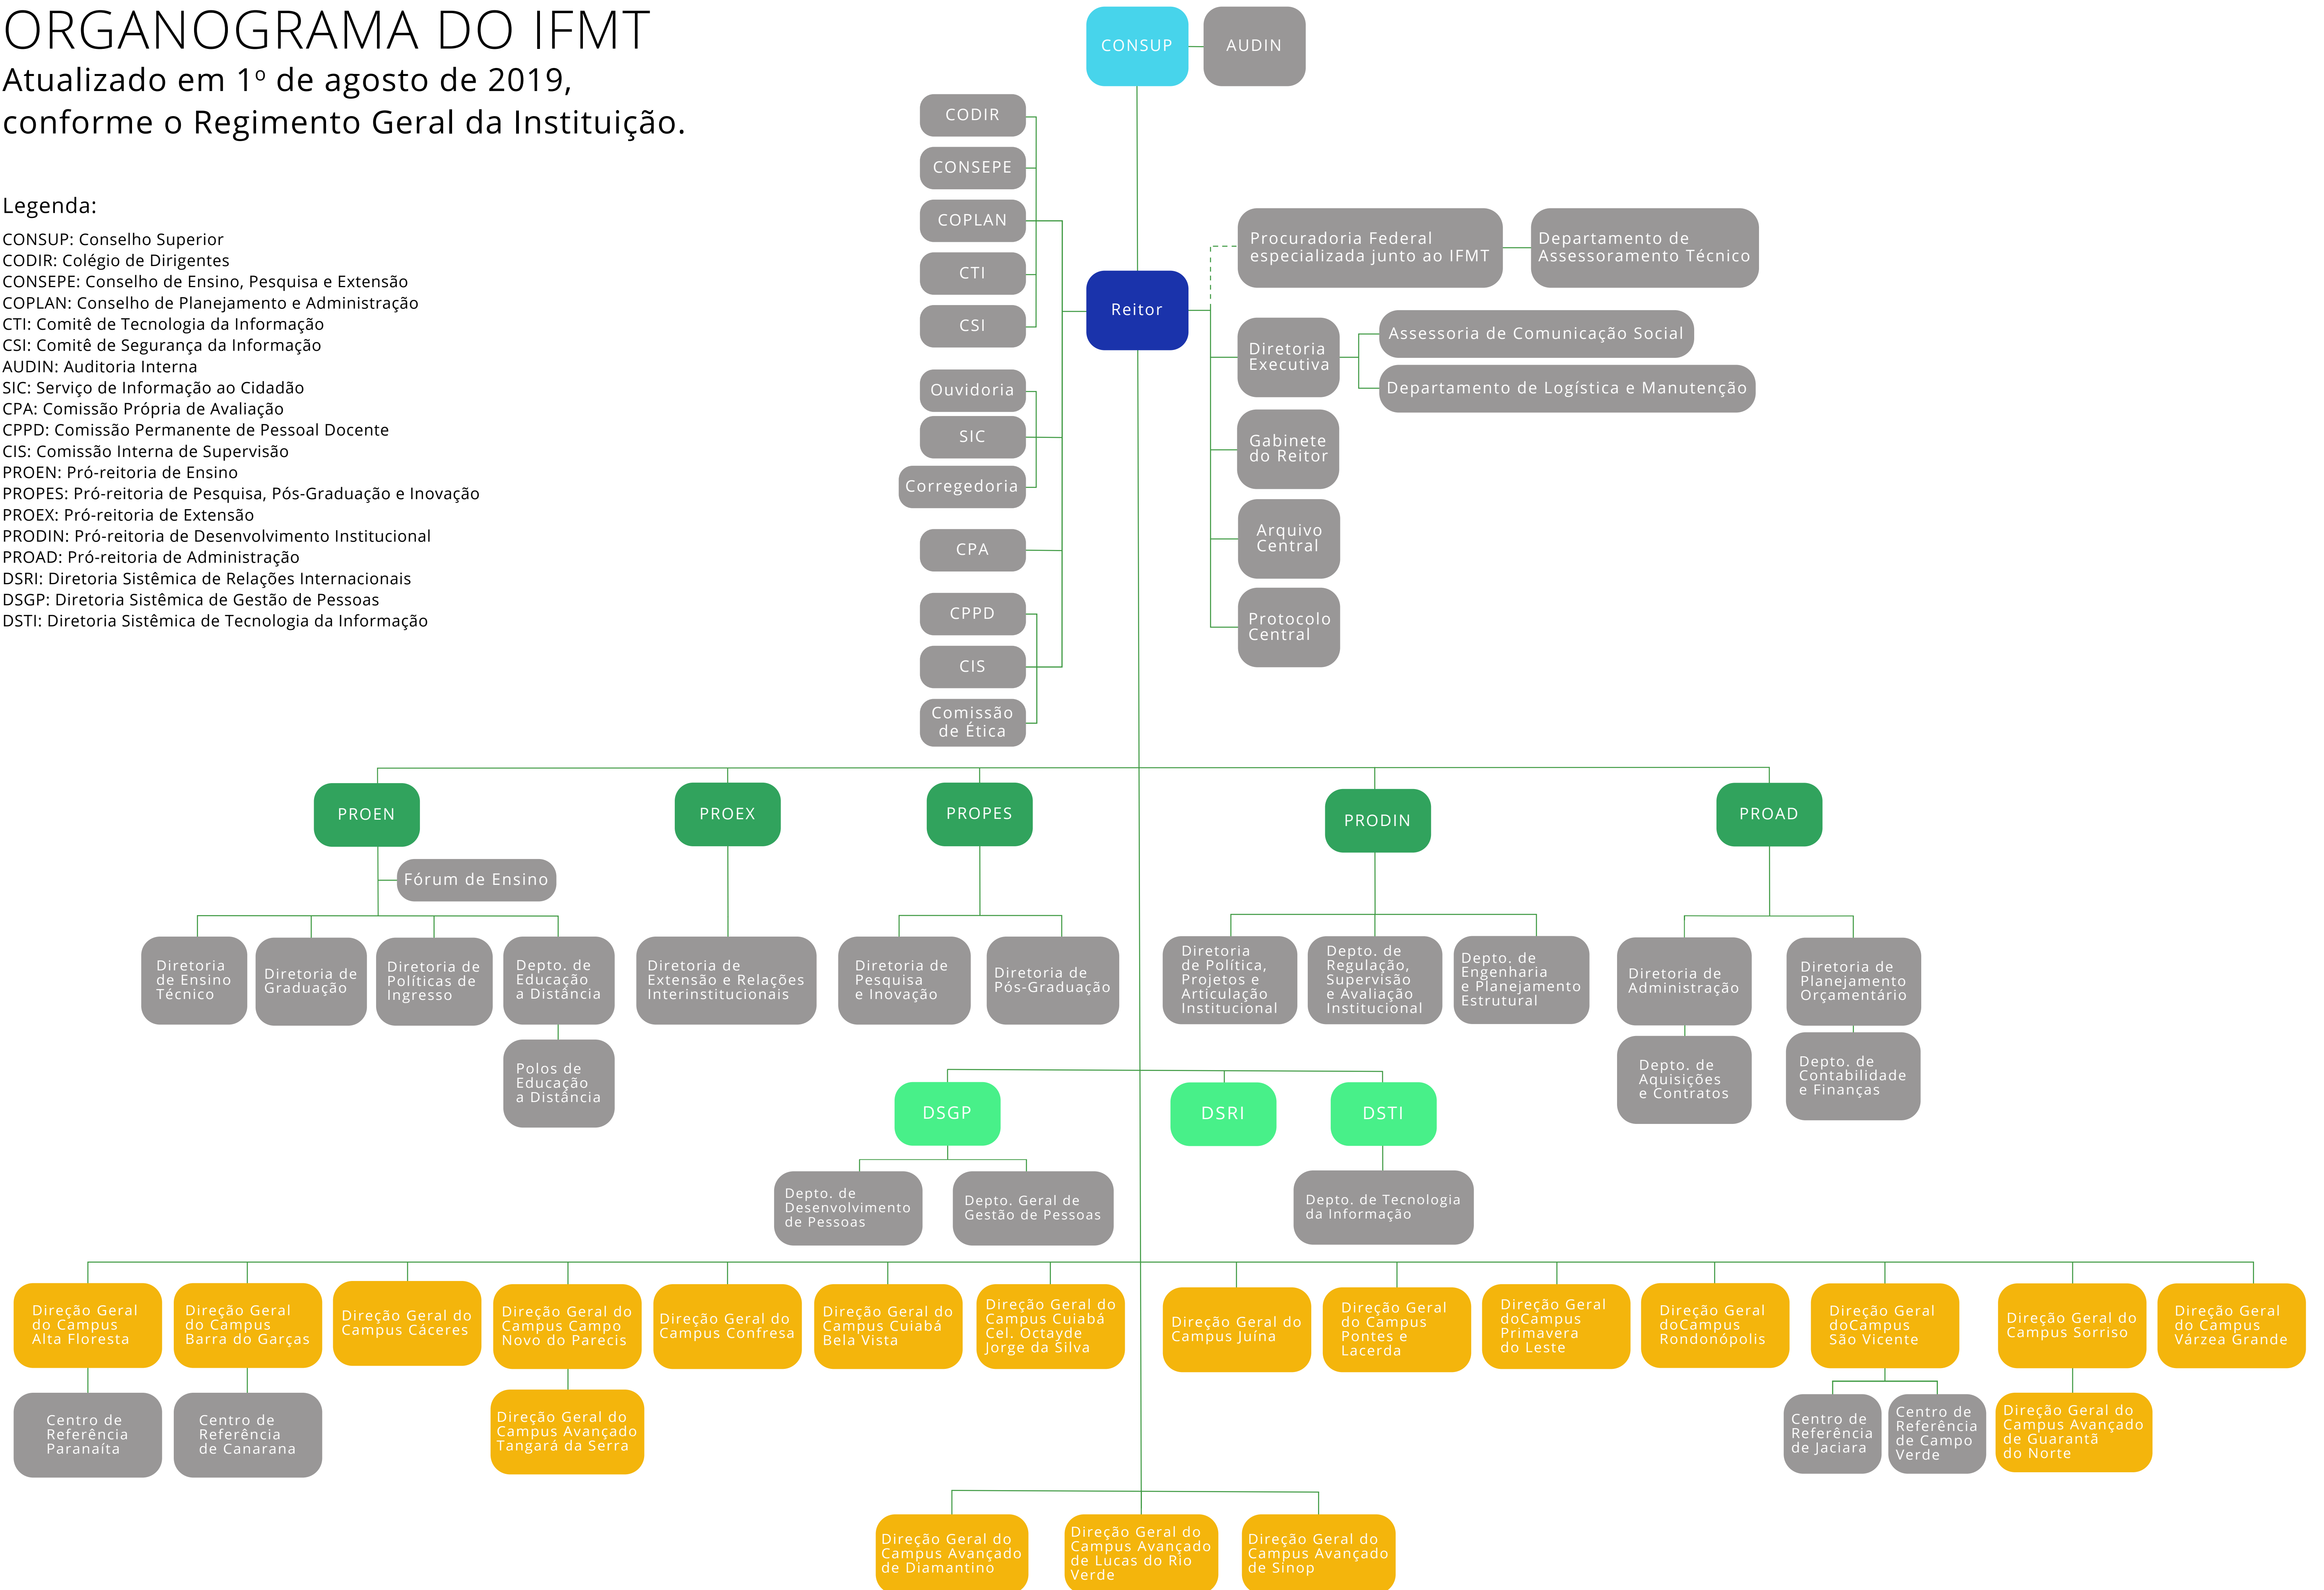 ORGANOGRAMA DO IFMT
Atualizado em 1º de agosto de 2019,
conforme o Regimento Geral da Instituição.
Legenda:
CONSUP: Conselho Superior
CODIR: Colégio de Dirigentes
CONSEPE: Conselho de Ensino, Pesquisa e Extensão
COPLAN: Conselho de Planejamento e Administração
CTI: Comitê de Tecnologia da Informação
CSI: Comitê de Segurança da Informação
AUDIN: Auditoria Interna
SIC: Serviço de Informação ao Cidadão
CPA: Comissão Própria de Avaliação
CPPD: Comissão Permanente de Pessoal Docente
CIS: Comissão Interna de Supervisão
PROEN: Pró-reitoria de Ensino
PROPES: Pró-reitoria de Pesquisa, Pós-Graduação e Inovação
PROEX: Pró-reitoria de Extensão
PRODIN: Pró-reitoria de Desenvolvimento Institucional
PROAD: Pró-reitoria de Administração
DSRI: Diretoria Sistêmica de Relações Internacionais
DSGP: Diretoria Sistêmica de Gestão de Pessoas
DSTI: Diretoria Sistêmica de Tecnologia da Informação
CONSUP
AUDIN
CODIR
CONSEPE
COPLAN
CTI
CSI
Ouvidoria
SIC
Corregedoria
CPA
CPPD
CIS
Comissão
de Ética
Reitor
Procuradoria Federal
especializada junto ao IFMT
Departamento de
Assessoramento Técnico
Diretoria
Executiva
Assessoria de Comunicação Social
Departamento de Logística e Manutenção
Gabinete
do Reitor
Arquivo
Central
Protocolo
Central
PROEN
PROEX
PROPES
PRODIN
PROAD
Fórum de Ensino
Diretoria
de Ensino
Técnico
Diretoria de
Graduação
Diretoria de
Políticas de
Ingresso
Depto. de
Educação
a Distância
Polos de
Educação
a Distância
Diretoria de
Extensão e Relações
Interinstitucionais
Diretoria de
Pesquisa
e Inovação
Diretoria de
Pós-Graduação
Diretoria
de Política,
Projetos e
Articulação
Institucional
Depto. de
Regulação,
Supervisão
e Avaliação
Institucional
Depto. de
Engenharia
e Planejamento
Estrutural
Diretoria de
Administração
Diretoria de
Planejamento
Orçamentário
Depto. de
Aquisições
e Contratos
Depto. de
Contabilidade
e Finanças
DSGP
DSRI
DSTI
Depto. de
Desenvolvimento
de Pessoas
Depto. Geral de
Gestão de Pessoas
Depto. de Tecnologia
da Informação
Direção Geral
do Campus
Alta Floresta
Direção Geral
do Campus
Barra do Garças
Direção Geral do
Campus Cáceres
Direção Geral do
Campus Campo
Novo do Parecis
Direção Geral do
Campus Confresa
Direção Geral do
Campus Cuiabá
Bela Vista
Direção Geral do
Campus Cuiabá
Cel. Octayde
Jorge da Silva
Direção Geral do
Campus Juína
Direção Geral
do Campus
Pontes e
Lacerda
Direção Geral
doCampus
Primavera
do Leste
Direção Geral
doCampus
Rondonópolis
Direção Geral
doCampus
São Vicente
Direção Geral do
Campus Sorriso
Direção Geral
do Campus
Várzea Grande
Centro de
Referência
Paranaíta
Centro de
Referência
de Canarana
Direção Geral do
Campus Avançado
Tangará da Serra
Centro de
Referência
de Jaciara
Centro de
Referência
de Campo
Verde
Direção Geral do
Campus Avançado
de Guarantã
do Norte
Direção Geral do
Campus Avançado
de Diamantino
Direção Geral do
Campus Avançado
de Lucas do Rio
Verde
Direção Geral do
Campus Avançado
de Sinop